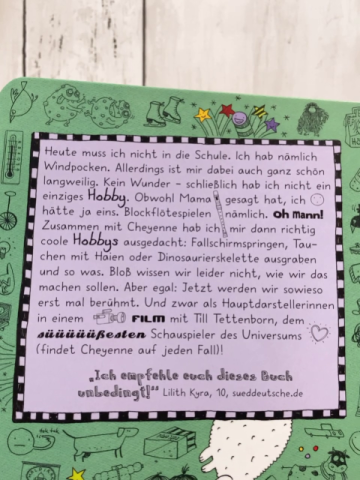 Heute muss ich nicht in die Schule. Ich hab nämlich
Windpocken. Allerdings ist mir dabei auch ganz schön
langweilig. Kein Wunder – schließlich hab ich nicht ein
einziges Hobby. Obwohl Mama gesagt hat, ich
hätte ja eins. Blockflötespielen nämlich. Oh Mann!
Zusammen mit Cheyenne hab ich mir dann richtig
coole Hobbys ausgedacht: Fallschirmspringen, Tau-
chen mit Haien oder Dinosaurierskelette ausgraben
und so was. Bloß wissen wir leider nicht, wie wir das
machen sollen. Aber egal: Jetzt werden wir sowieso
erst mal berühmt. Und zwar als Hauptdarstellerinnen
in einem FILM mit Till Tettenborn, dem
süüüüüßesten Schauspieler des Universums
(findet Cheyenne auf jeden Fall)!
„Ich empfehle euch dieses Buch
unbedingt!" Lilith Kyra, 10, sueddeutsche.de